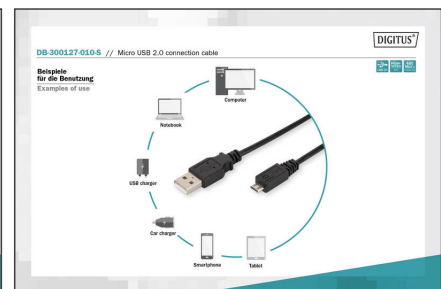 DIGITUS®
DB-300127-010-S // Micro USB 2.0 connection cable
Beispiele
für die Benutzung
Examples of use
Computer
Notebook
USB charger
Car charger
Smartphone
Tablet